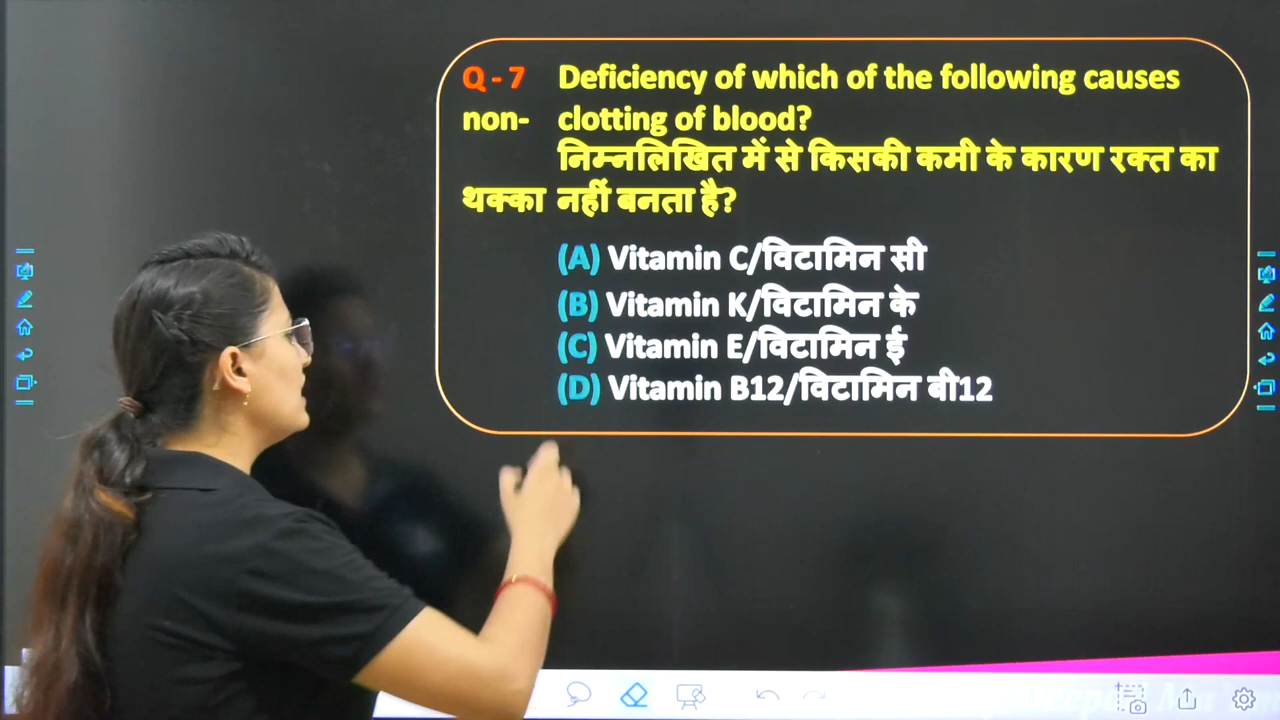 Q - 7 Deficiency of which of the following causes
non- clotting of blood?
निम्नलिखित में से किसकी कमी के कारण रक्त का
थक्का नहीं बनता है?
(A) Vitamin C/विटामिन सी
(B) Vitamin K/विटामिन के
(C) Vitamin E/विटामिन ई
(D) Vitamin B12/विटामिन बी12